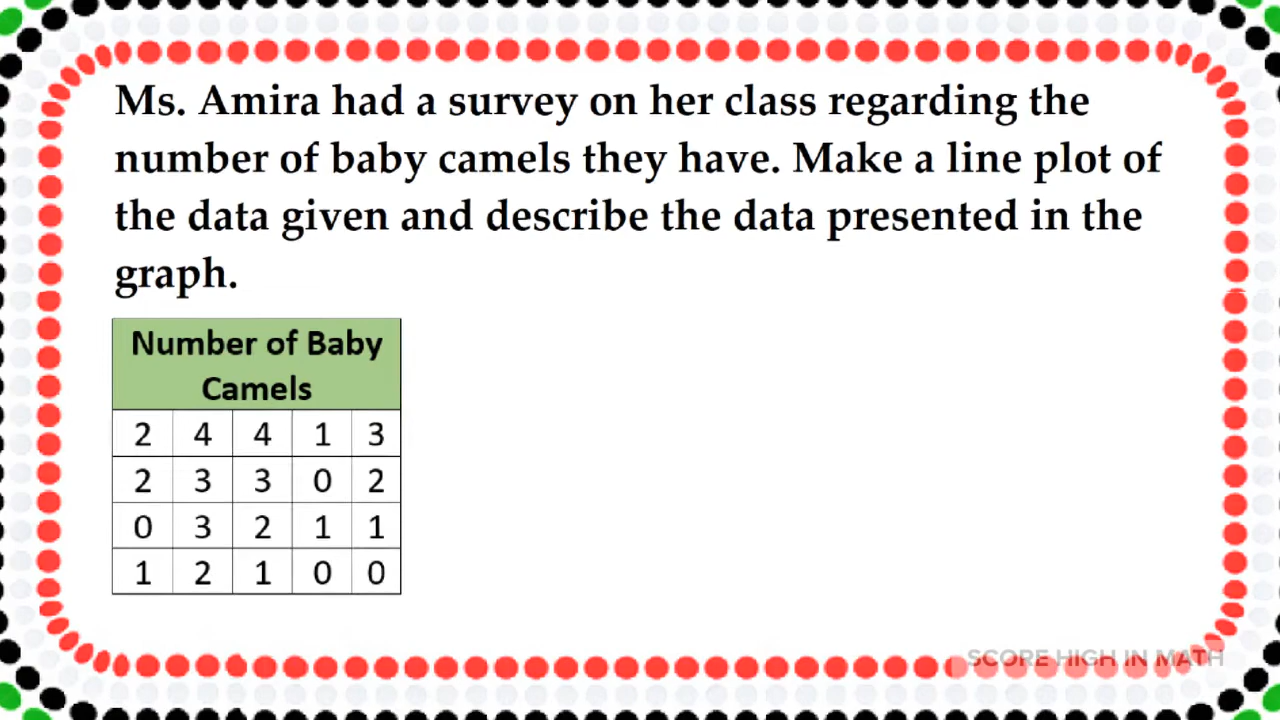 Ms. Amira had a survey on her class regarding the
number of baby camels they have. Make a line plot of
the data given and describe the data presented in the
graph.
Number of Baby
Camels
2 4 4 1 3
2 3 3 0 2
0 3 2 1 1
1 2 1 0 0
SCORE HIGH IN MATH